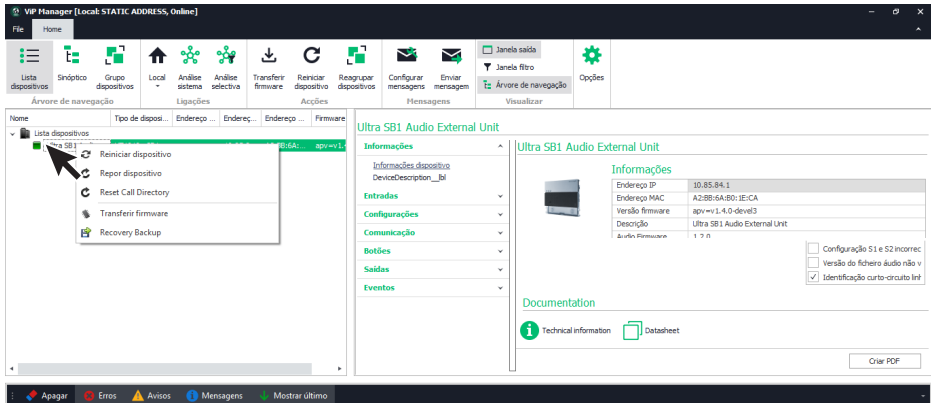 ViP Manager [Local: STATIC ADDRESS, Online]
File Home
Lista dispositivos
Sinóptico
Grupo dispositivos
Local
Análise sistema
Análise selectiva
Transferir firmware
Reiniciar dispositivo
Reagrupar dispositivos
Configurar mensagens
Enviar mensagem
Janela saída
Janela filtro
Árvore de navegação
Opções
Árvore de navegação Ligações Acções Mensagens Visualizar
Nome Tipo de disposi... Endereço ... Endereç... Endereço ... Firmware
Lista dispositivos
Ultra SB1 apv=v1.
Reiniciar dispositivo
Repor dispositivo
Reset Call Directory
Transferir firmware
Recovery Backup
Ultra SB1 Audio External Unit
Informações
Informações dispositivo
DeviceDescription__lbl
Entradas
Configurações
Comunicação
Botões
Saídas
Eventos
Ultra SB1 Audio External Unit
Informações
Endereço IP 10.85.84.1
Endereço MAC A2:BB:6A:B0:1E:CA
Versão firmware apv=v1.4.0-devel3
Descrição Ultra SB1 Audio External Unit
Audio Firmware 1.2.0
Configuração S1 e S2 incorrec
Versão do ficheiro áudio não v
Identificação curto-circuito linh
Documentation
Technical information Datasheet
Criar PDF
Apagar Erros Avisos Mensagens Mostrar último